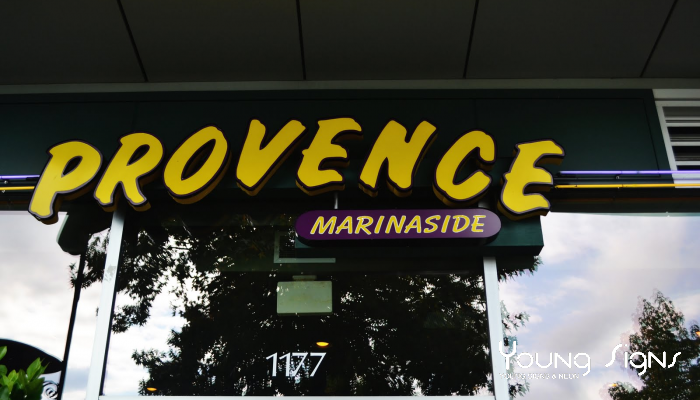 PROVENCE
MARINASIDE
1177
Young Signs